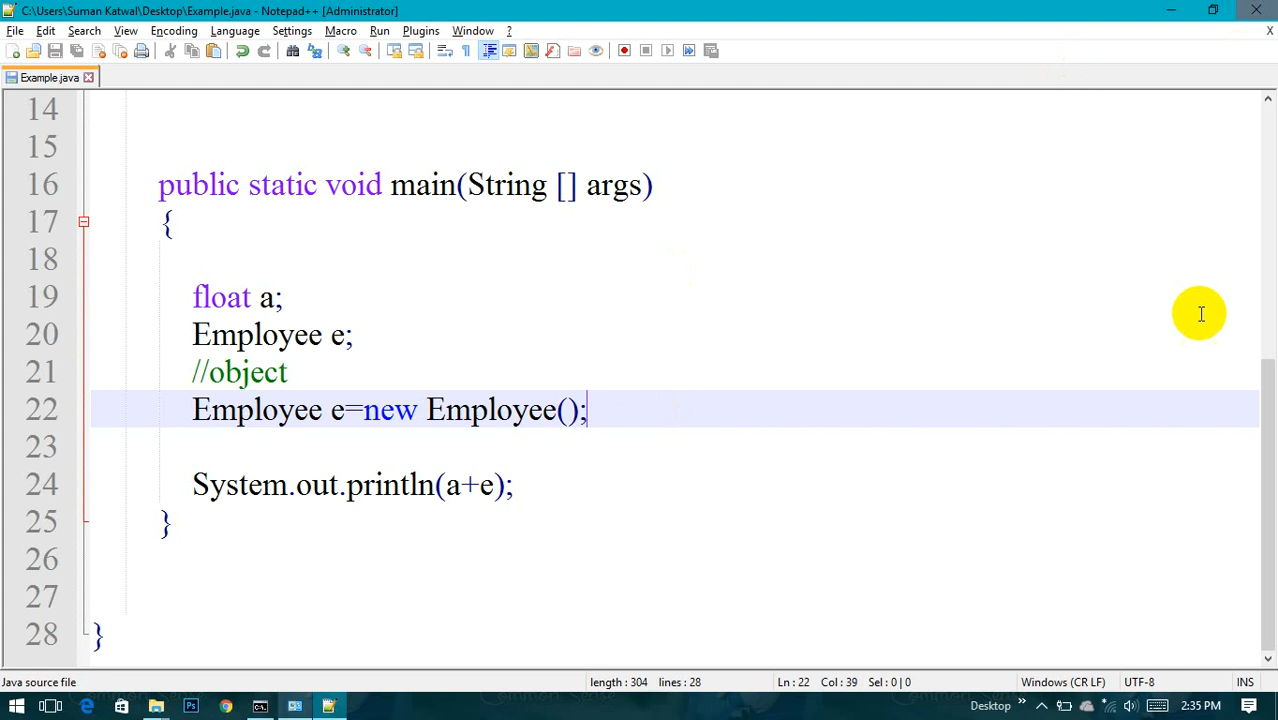 C:\Users\Suman Katwal\Desktop\Example.java - Notepad++ [Administrator]
File Edit Search View Encoding Language Settings Macro Run Plugins Window ? X
Example.java
14
15
16 public static void main(String [] args)
17 {
18
19 float a;
20 Employee e;
21 //object
22 Employee e=new Employee();
23
24 System.out.println(a+e);
25 }
26
27
28 }
Java source file length : 304 lines : 28 Ln : 22 Col : 39 Sel : 0 | 0 Windows (CR LF) UTF-8 INS
Desktop 2:35 PM